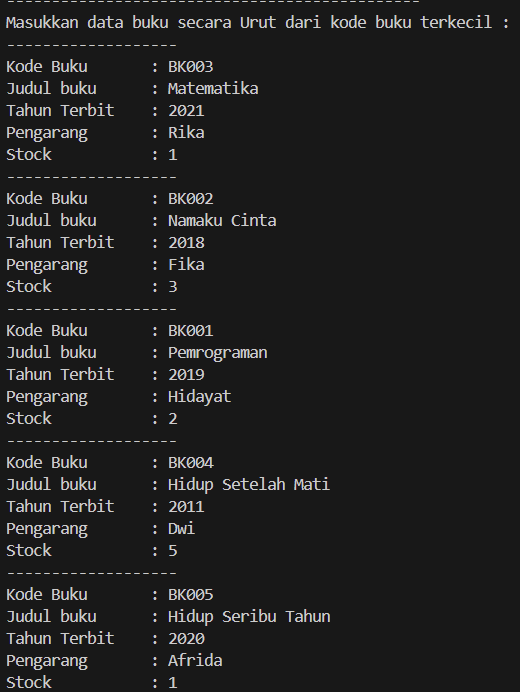 ----------------------------------------------
Masukkan data buku secara Urut dari kode buku terkecil :
-------------------
Kode Buku       : BK003
Judul buku      : Matematika
Tahun Terbit    : 2021
Pengarang       : Rika
Stock           : 1
-------------------
Kode Buku       : BK002
Judul buku      : Namaku Cinta
Tahun Terbit    : 2018
Pengarang       : Fika
Stock           : 3
-------------------
Kode Buku       : BK001
Judul buku      : Pemrograman
Tahun Terbit    : 2019
Pengarang       : Hidayat
Stock           : 2
-------------------
Kode Buku       : BK004
Judul buku      : Hidup Setelah Mati
Tahun Terbit    : 2011
Pengarang       : Dwi
Stock           : 5
-------------------
Kode Buku       : BK005
Judul buku      : Hidup Seribu Tahun
Tahun Terbit    : 2020
Pengarang       : Afrida
Stock           : 1